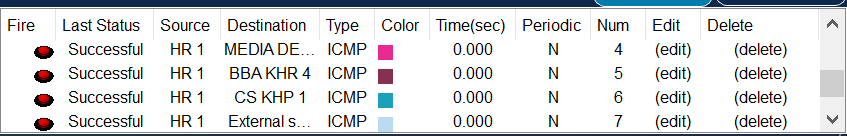 Fire Last Status Source Destination Type Color Time(sec) Periodic Num Edit Delete
Successful HR 1 MEDIA DE... ICMP 0.000 N 4 (edit) (delete)
Successful HR 1 BBA KHR 4 ICMP 0.000 N 5 (edit) (delete)
Successful HR 1 CS KHP 1 ICMP 0.000 N 6 (edit) (delete)
Successful HR 1 External s... ICMP 0.000 N 7 (edit) (delete)